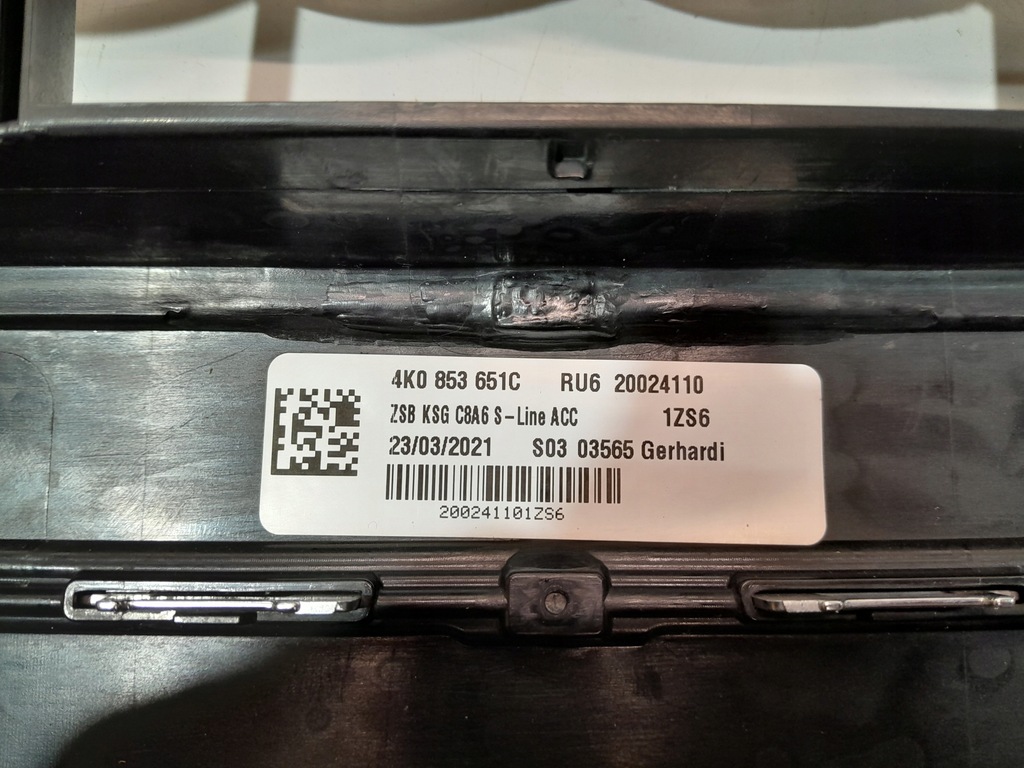 4K0 853 651C RU6 20024110
ZSB KSG C8A6 S-Line ACC 1ZS6
23/03/2021 S03 03565 Gerhardi
200241101ZS6